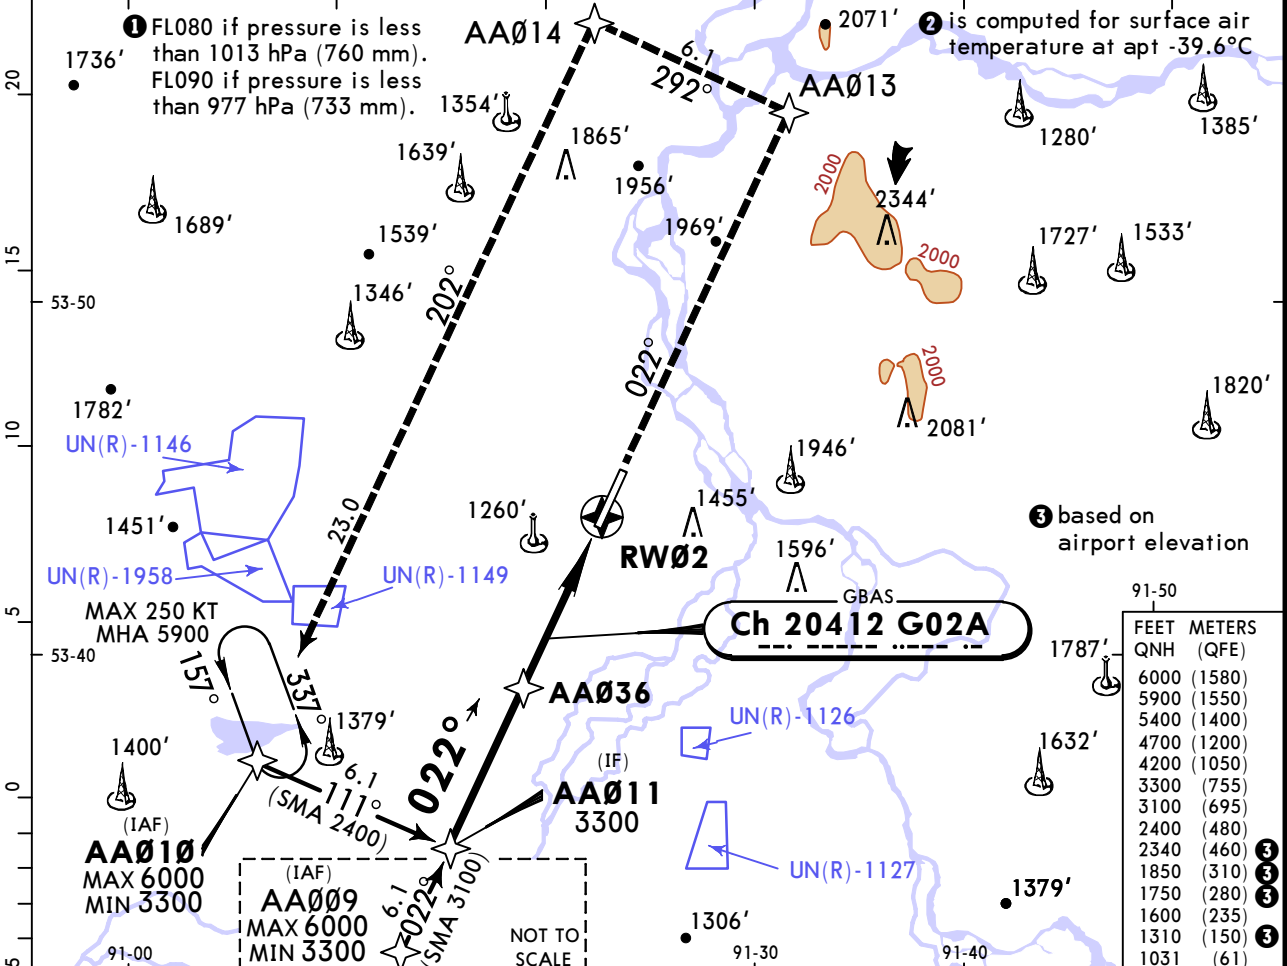 ❶ FL080 if pressure is less
than 1013 hPa (760 mm).
FL090 if pressure is less
than 977 hPa (733 mm).
AAØ14
6.1
292°
2071'
❷ is computed for surface air
temperature at apt -39.6°C
AAØ13
1736'
20
1354'
1865'
1639'
1956'
2000
1280'
1385'
1689'
2344'
1539'
1969'
2000
1727'
1533'
15
53-50
1346'
202°
022°
2000
1782'
2081'
1820'
UN(R)-1146
10
1946'
1451'
23.0
1260'
1455'
RWØ2
❸ based on
airport elevation
UN(R)-1958
UN(R)-1149
1596'
91-50
MAX 250 KT
MHA 5900
GBAS
Ch 20412 G02A
5
53-40
157°
337°
1787'
FEET METERS
QNH (QFE)
6000 (1580)
5900 (1550)
5400 (1400)
4700 (1200)
4200 (1050)
3300 (755)
3100 (695)
2400 (480)
2340 (460) ❸
1850 (310) ❸
1750 (280) ❸
1600 (235)
1310 (150) ❸
1031 (61)
AAØ36
1379'
UN(R)-1126
1400'
022°
1632'
0
6.1
111°
(SMA 2400)
(IF)
AAØ11
3300
(IAF)
AAØ1Ø
MAX 6000
MIN 3300
UN(R)-1127
(IAF)
AAØØ9
MAX 6000
MIN 3300
6.1
022°
(SMA 3100)
1379'
1306'
NOT TO
SCALE
91-00
91-30
91-40
5